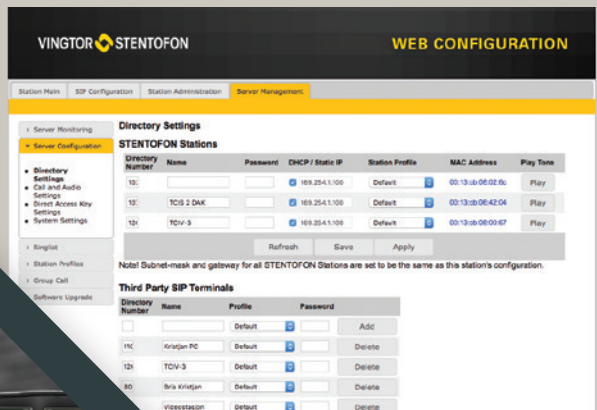 VINGTOR STENTOFON
WEB CONFIGURATION
Station Main SIP Configuration Station Administration Server Management
Server Monitoring
Server Configuration
Directory Settings
Call and Audio Settings
Direct Access Key Settings
System Settings
Ringlist
Station Profiles
Group Call
Software Upgrade
Directory Settings
STENTOFON Stations
Directory Number Name Password DHCP / Static IP Station Profile MAC Address Play Tone
169.254.1.100 Default Play
TCIS 2 DAK 169.254.1.100 Default 00:13:cb:06:42:04 Play
TCIV-3 169.254.1.100 Default 00:13:cb:08:00:67 Play
Refresh Save Apply
Note! Subnet-mask and gateway for all STENTOFON Stations are set to be the same as this station's configuration.
Third Party SIP Terminals
Directory Number Name Profile Password
Default Add
Kristjan PC Default Delete
TCIV-3 Default Delete
Kristjan Default Delete
Videostasjon Default Delete